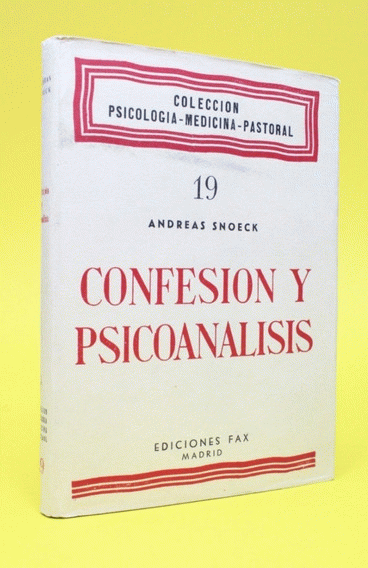 COLECCION
PSICOLOGIA-MEDICINA-PASTORAL
19
ANDREAS SNOECK
CONFESION Y
PSICOANALISIS
EDICIONES FAX
MADRID